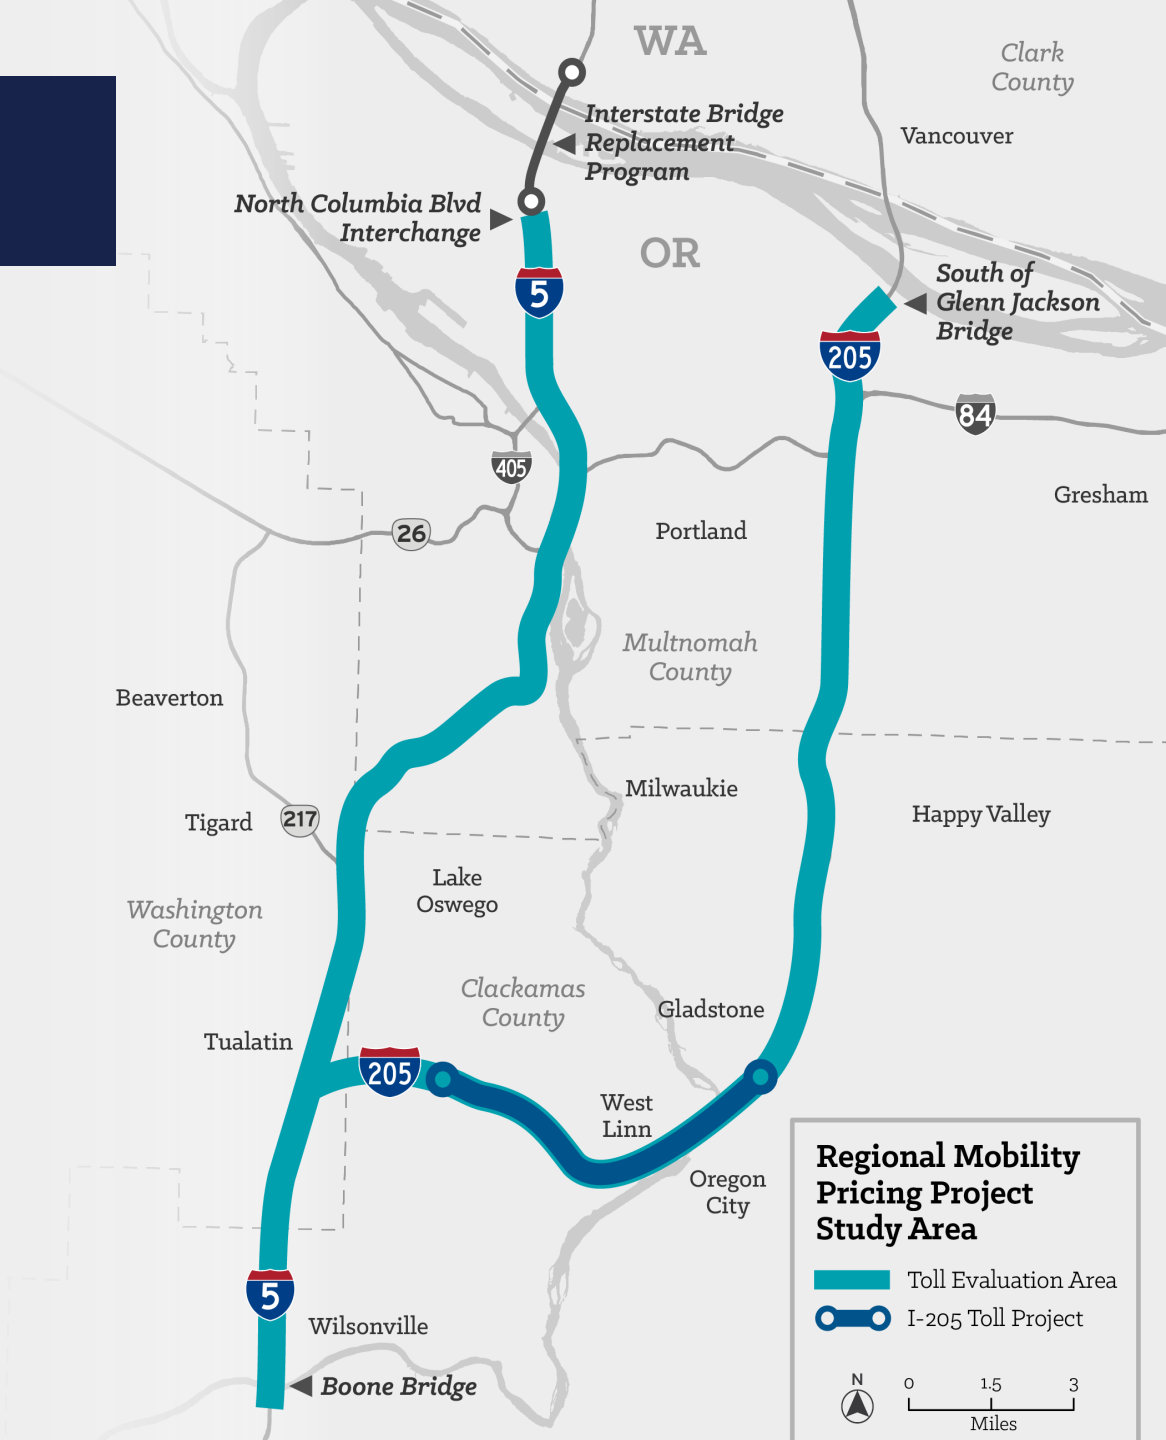 WA
Clark
County
Interstate Bridge
Replacement
Program
Vancouver
North Columbia Blvd
Interchange
OR
5
South of
Glenn Jackson
Bridge
205
84
405
Gresham
26
Portland
Multnomah
County
Beaverton
Milwaukie
Tigard
217
Happy Valley
Lake
Oswego
Washington
County
Clackamas
County
Gladstone
Tualatin
205
West
Linn
Oregon
City
5
Wilsonville
Boone Bridge
Regional Mobility
Pricing Project
Study Area
Toll Evaluation Area
I-205 Toll Project
N
0 1.5 3
Miles